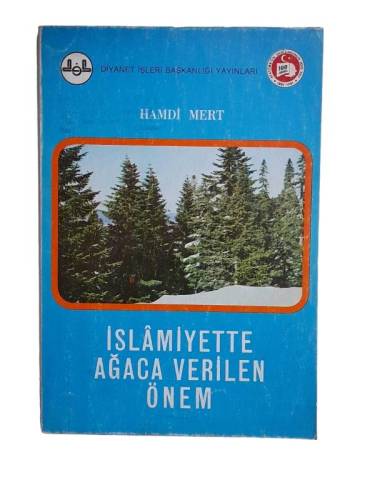 DİYANET İŞLERİ BAŞKANLIĞI YAYINLARI
HAMDİ MERT
İSLÂMİYETTE
AĞACA VERİLEN
ÖNEM